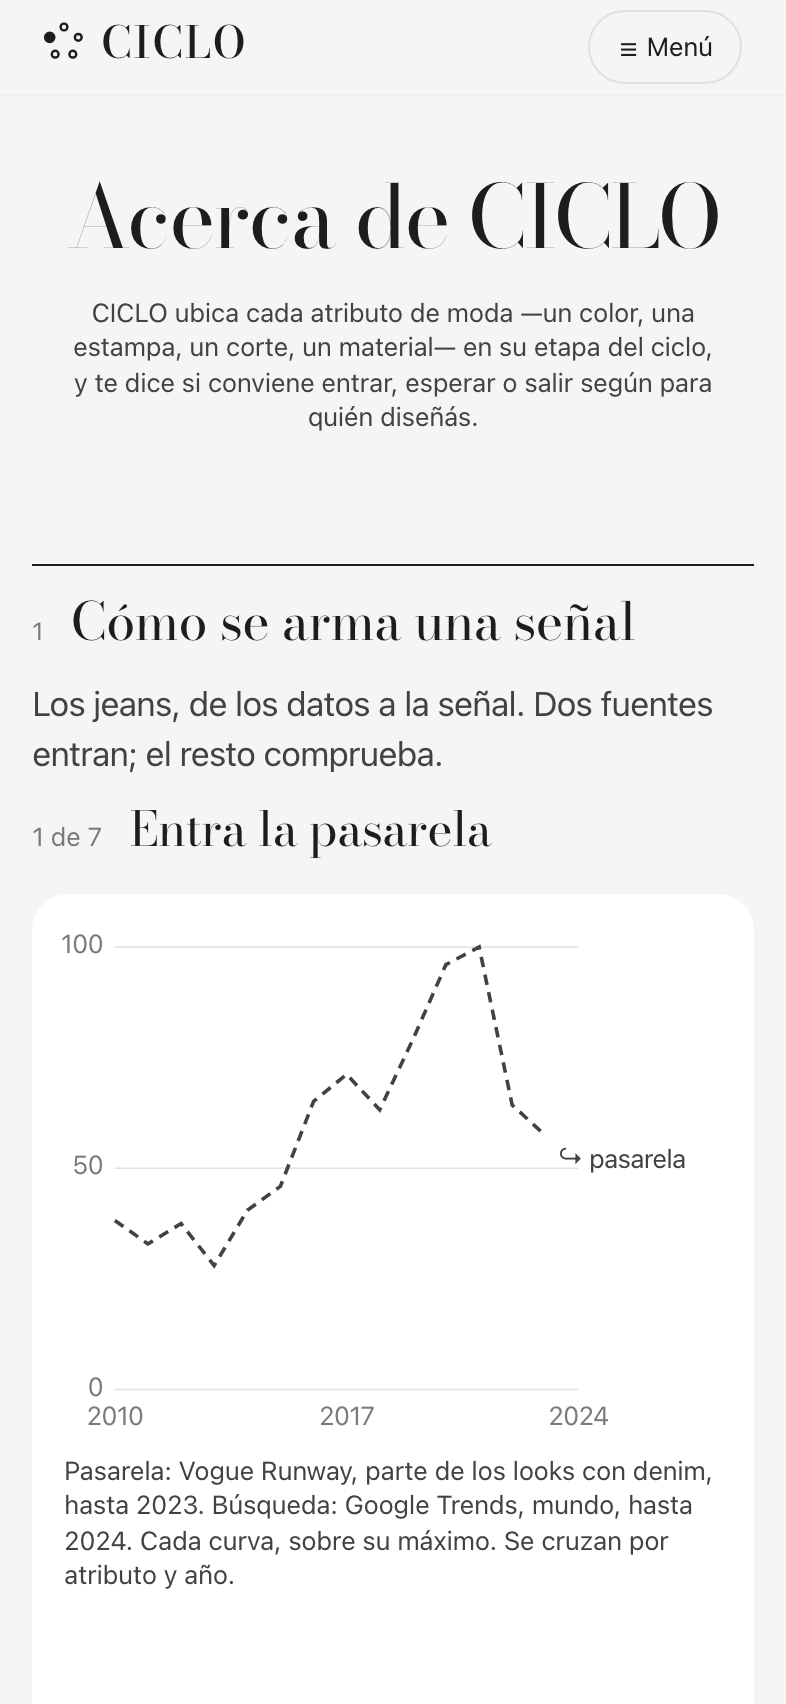 CICLO
≡ Menú
Acerca de CICLO
CICLO ubica cada atributo de moda —un color, una
estampa, un corte, un material— en su etapa del ciclo,
y te dice si conviene entrar, esperar o salir según para
quién diseñás.
1 Cómo se arma una señal
Los jeans, de los datos a la señal. Dos fuentes
entran; el resto comprueba.
1 de 7 Entra la pasarela
100
50
↪ pasarela
0
2010 2017 2024
Pasarela: Vogue Runway, parte de los looks con denim,
hasta 2023. Búsqueda: Google Trends, mundo, hasta
2024. Cada curva, sobre su máximo. Se cruzan por
atributo y año.